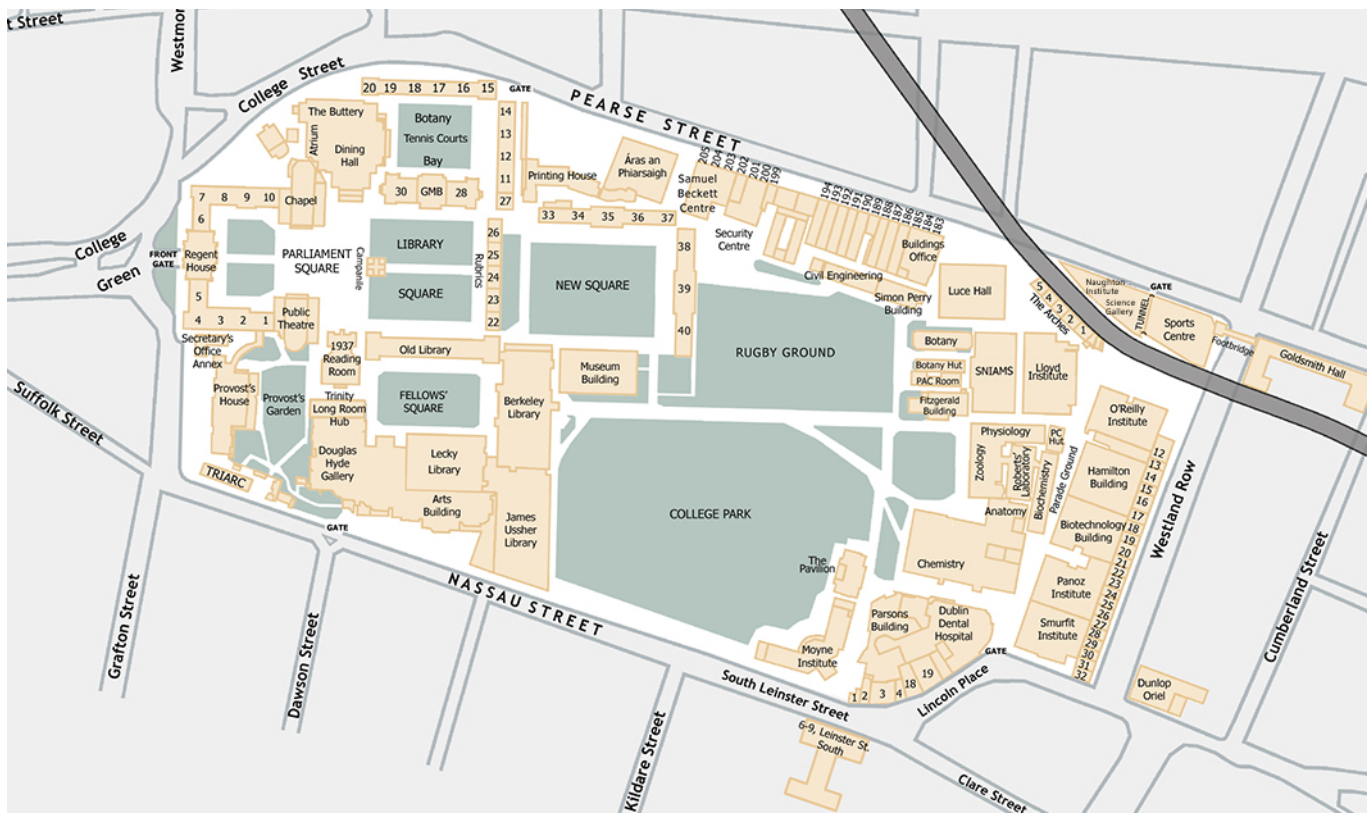 t Street
Westmor
College Street
PEARSE STREET
College
Green
Suffolk Street
Grafton Street
Dawson Street
NASSAU STREET
Kildare Street
South Leinster Street
Lincoln Place
Clare Street
Westland Row
Cumberland Street
20 19 18 17 16 15
GATE
The Buttery
Atrium
Dining
Hall
Botany
Tennis Courts
Bay
14
13
12
11
27
Printing House
Áras an
Phiarsaigh
30 GMB 28
7 8 9 10
6
Chapel
FRONT
GATE
Regent
House
5
4 3 2 1
PARLIAMENT
SQUARE
Campanile
LIBRARY
SQUARE
Rubrics
26
25
24
23
22
33 34 35 36 37
38
39
40
NEW SQUARE
Public
Theatre
Secretary's
Office
Annex
Provost's
House
Provost's
Garden
1937
Reading
Room
Old Library
Trinity
Long Room
Hub
FELLOWS'
SQUARE
Douglas
Hyde
Gallery
Lecky
Library
Arts
Building
TRIARC
GATE
Berkeley
Library
James
Ussher
Library
Museum
Building
RUGBY GROUND
COLLEGE PARK
Samuel
Beckett
Centre
Security
Centre
205
204
203
202
201
200
199
194
193
192
191
190
189
188
187
186
185
184
183
Buildings
Office
Civil Engineering
Simon Perry
Building
Luce Hall
5
4
3
2
1
The Arches
Naughton
Institute
Science
Gallery
TUNNEL
GATE
Sports
Centre
Footbridge
Goldsmith Hall
Botany
Botany Hut
PAC Room
Fitzgerald
Building
SNIAMS
Lloyd
Institute
Physiology
PC
Hut
Zoology
Roberts'
Laboratory
Biochemistry
Parade Ground
Anatomy
Chemistry
O'Reilly
Institute
Hamilton
Building
Biotechnology
Building
Panoz
Institute
Smurfit
Institute
12
13
14
15
16
17
18
19
20
21
22
23
24
25
26
27
28
29
30
31
32
The
Pavilion
Moyne
Institute
Parsons
Building
Dublin
Dental
Hospital
GATE
1 2 3 4 18 19
6-9, Leinster St.
South
Dunlop
Oriel